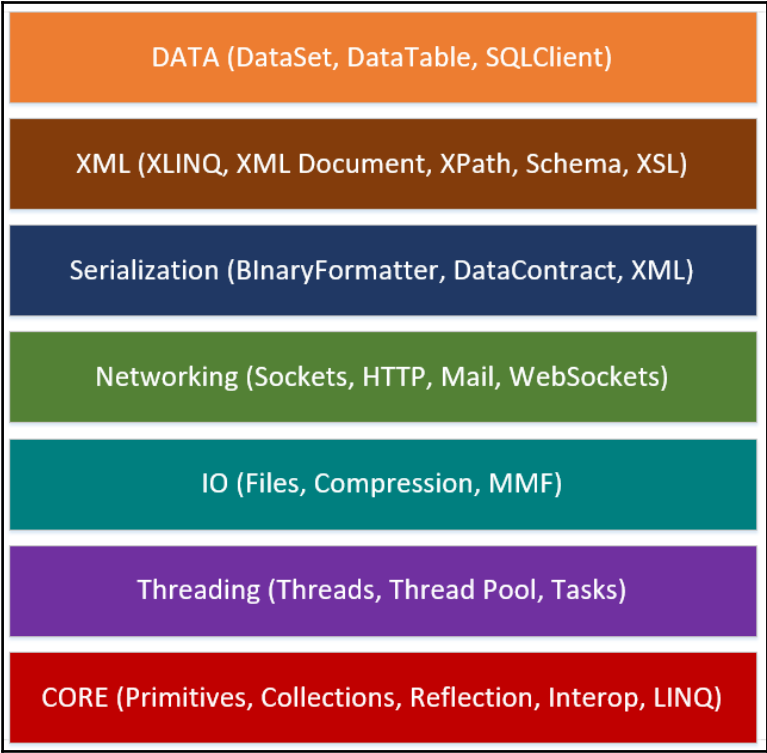 DATA (DataSet, DataTable, SQLClient)
XML (XLINQ, XML Document, XPath, Schema, XSL)
Serialization (BInaryFormatter, DataContract, XML)
Networking (Sockets, HTTP, Mail, WebSockets)
IO (Files, Compression, MMF)
Threading (Threads, Thread Pool, Tasks)
CORE (Primitives, Collections, Reflection, Interop, LINQ)